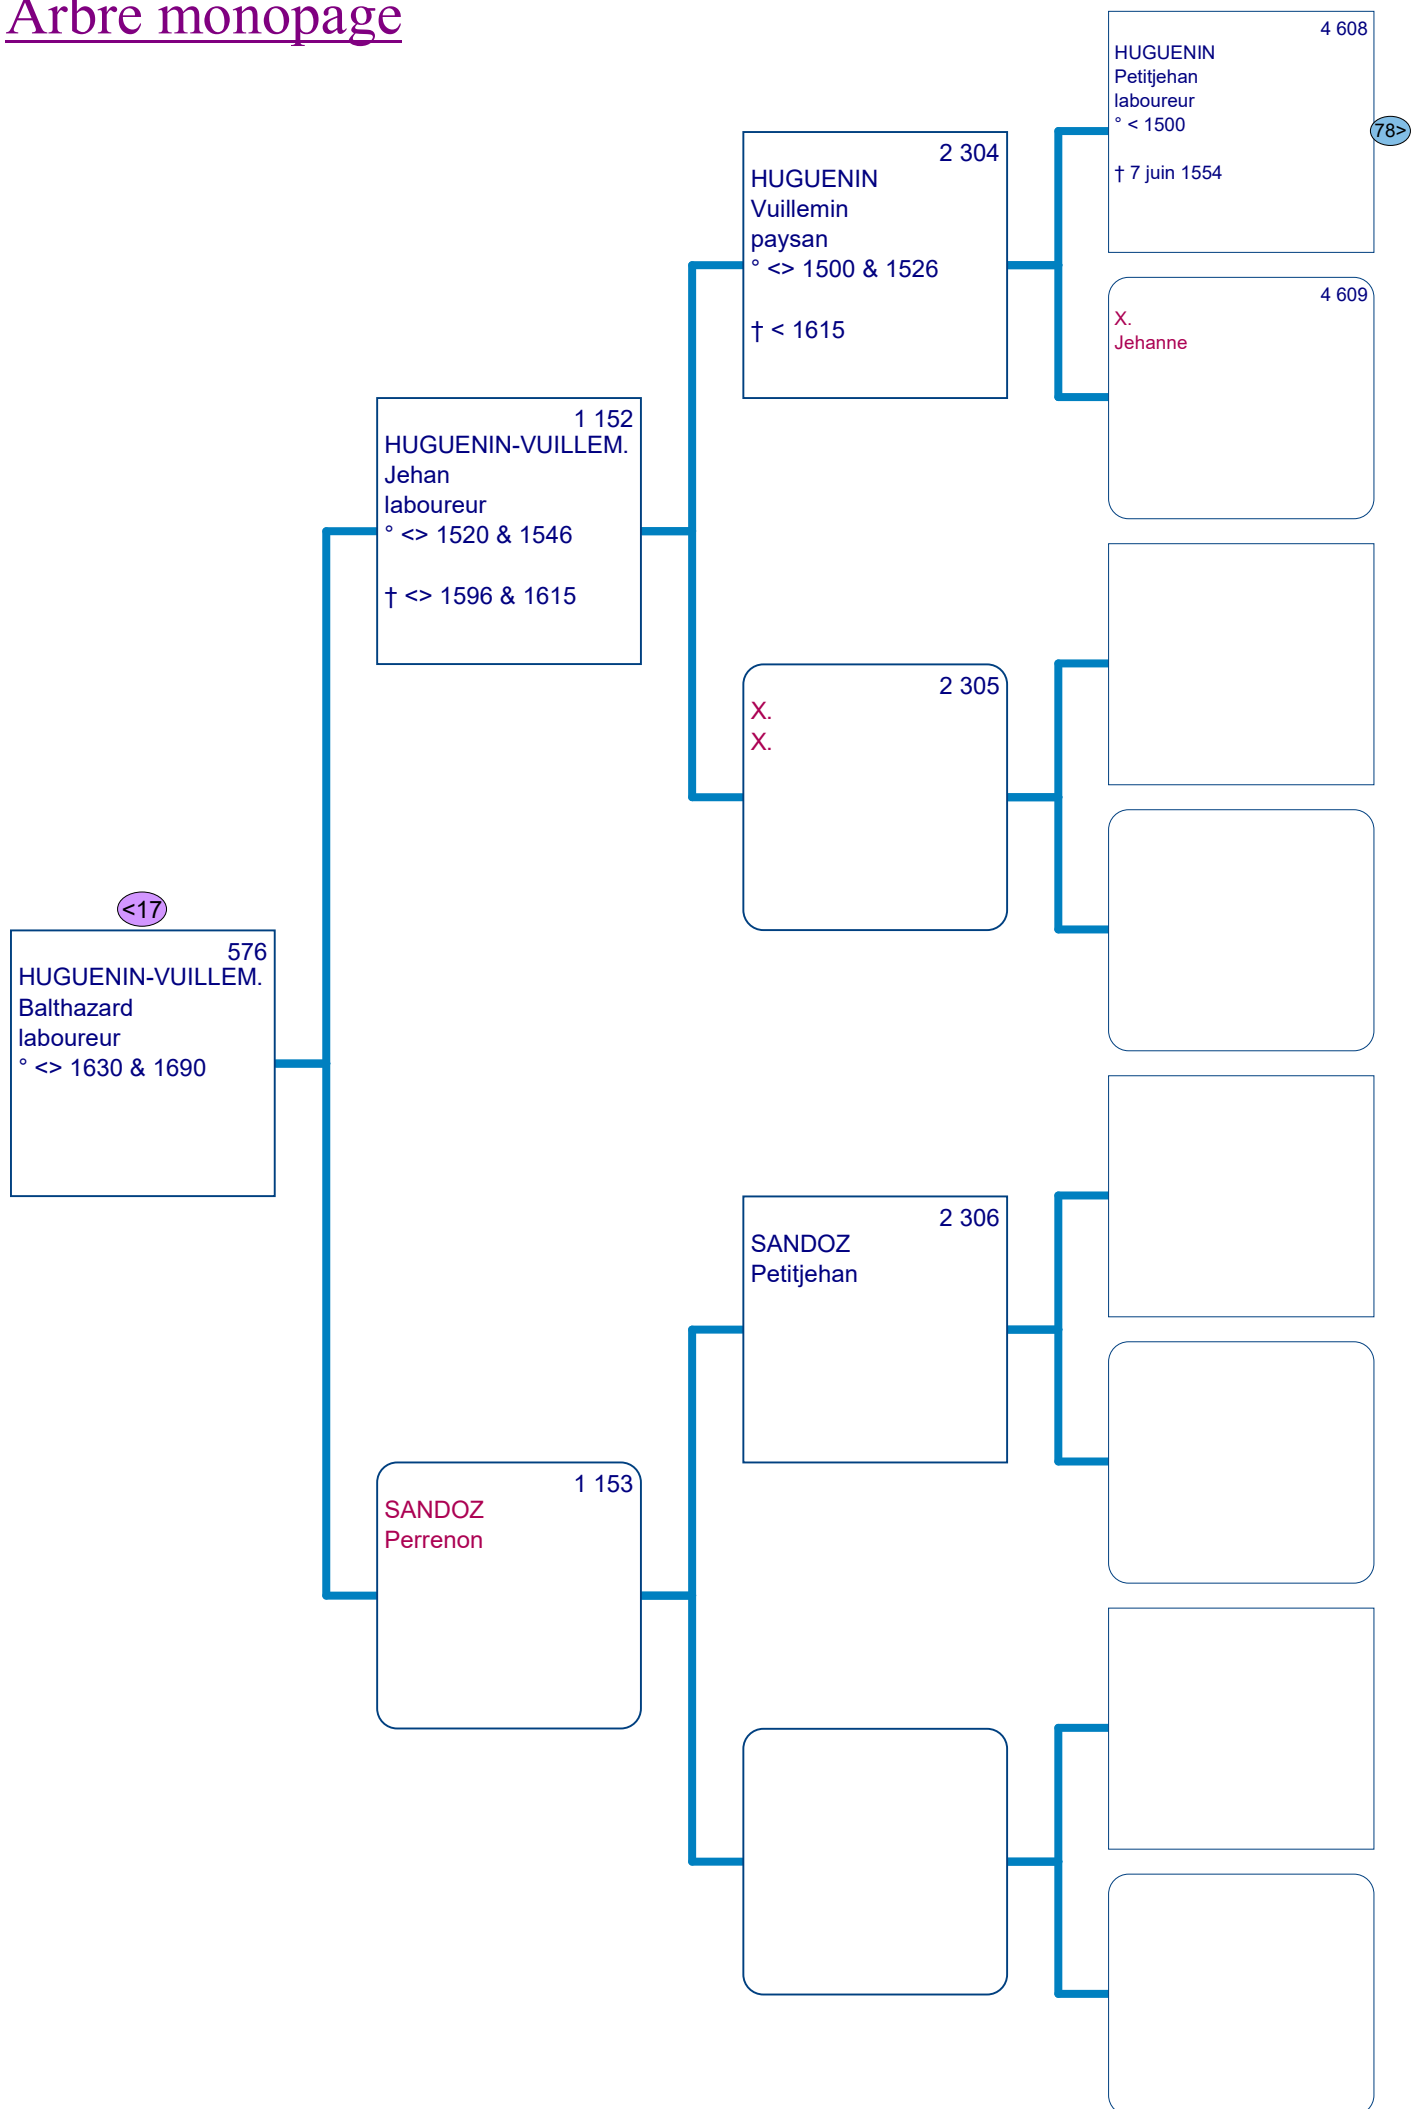 Arbre monopage
4 608
HUGUENIN
Petitjehan
laboureur
° < 1500
† 7 juin 1554
78>
2 304
HUGUENIN
Vuillemin
paysan
° <> 1500 & 1526
† < 1615
4 609
X.
Jehanne
1 152
HUGUENIN-VUILLEM.
Jehan
laboureur
° <> 1520 & 1546
† <> 1596 & 1615
2 305
X.
X.
<17
576
HUGUENIN-VUILLEM.
Balthazard
laboureur
° <> 1630 & 1690
2 306
SANDOZ
Petitjehan
1 153
SANDOZ
Perrenon